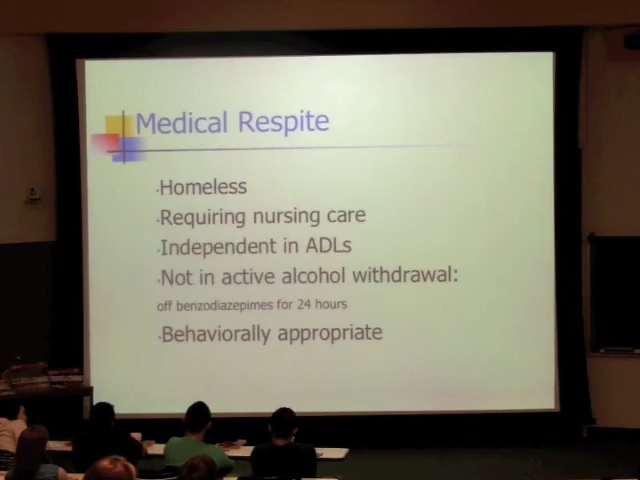 Medical Respite
·Homeless
·Requiring nursing care
·Independent in ADLs
·Not in active alcohol withdrawal:
off benzodiazepimes for 24 hours
·Behaviorally appropriate